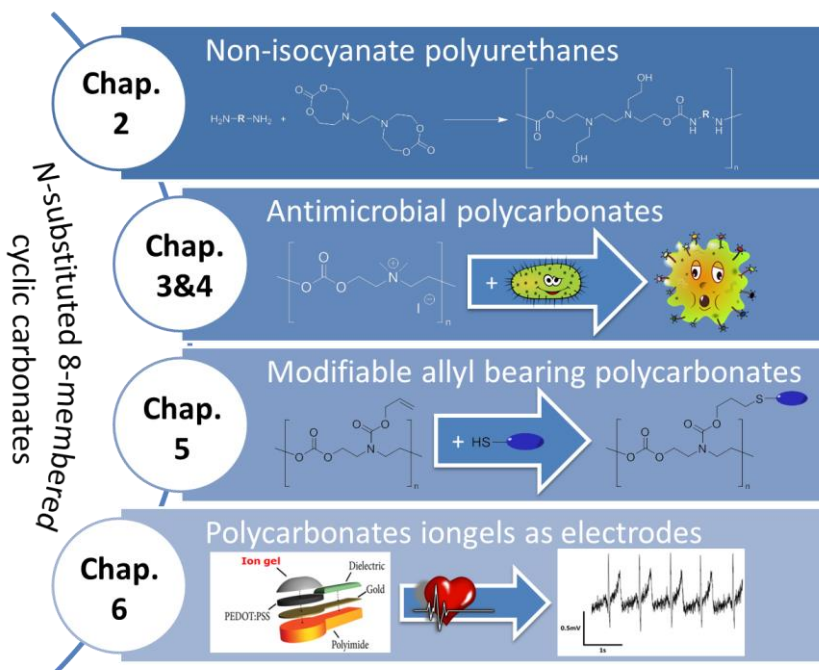 N-substituted 8-membered
cyclic carbonates
Chap.
2
Non-isocyanate polyurethanes
H₂N-R-NH₂ +
O
O
O
N
N
O
O
O
OH
O
O
N
N
O
O
N
H
R
N
H
n
OH
Chap.
3&4
Antimicrobial polycarbonates
O
O
O
N
+
I
−
n
+
Chap.
5
Modifiable allyl bearing polycarbonates
O
O
O
O
O
N
n
+ HS
S
O
O
O
O
O
N
n
Chap.
6
Polycarbonates iongels as electrodes
Ion gel
Dielectric
Gold
PEDOT:PSS
Polyimide
0.5mV
1s